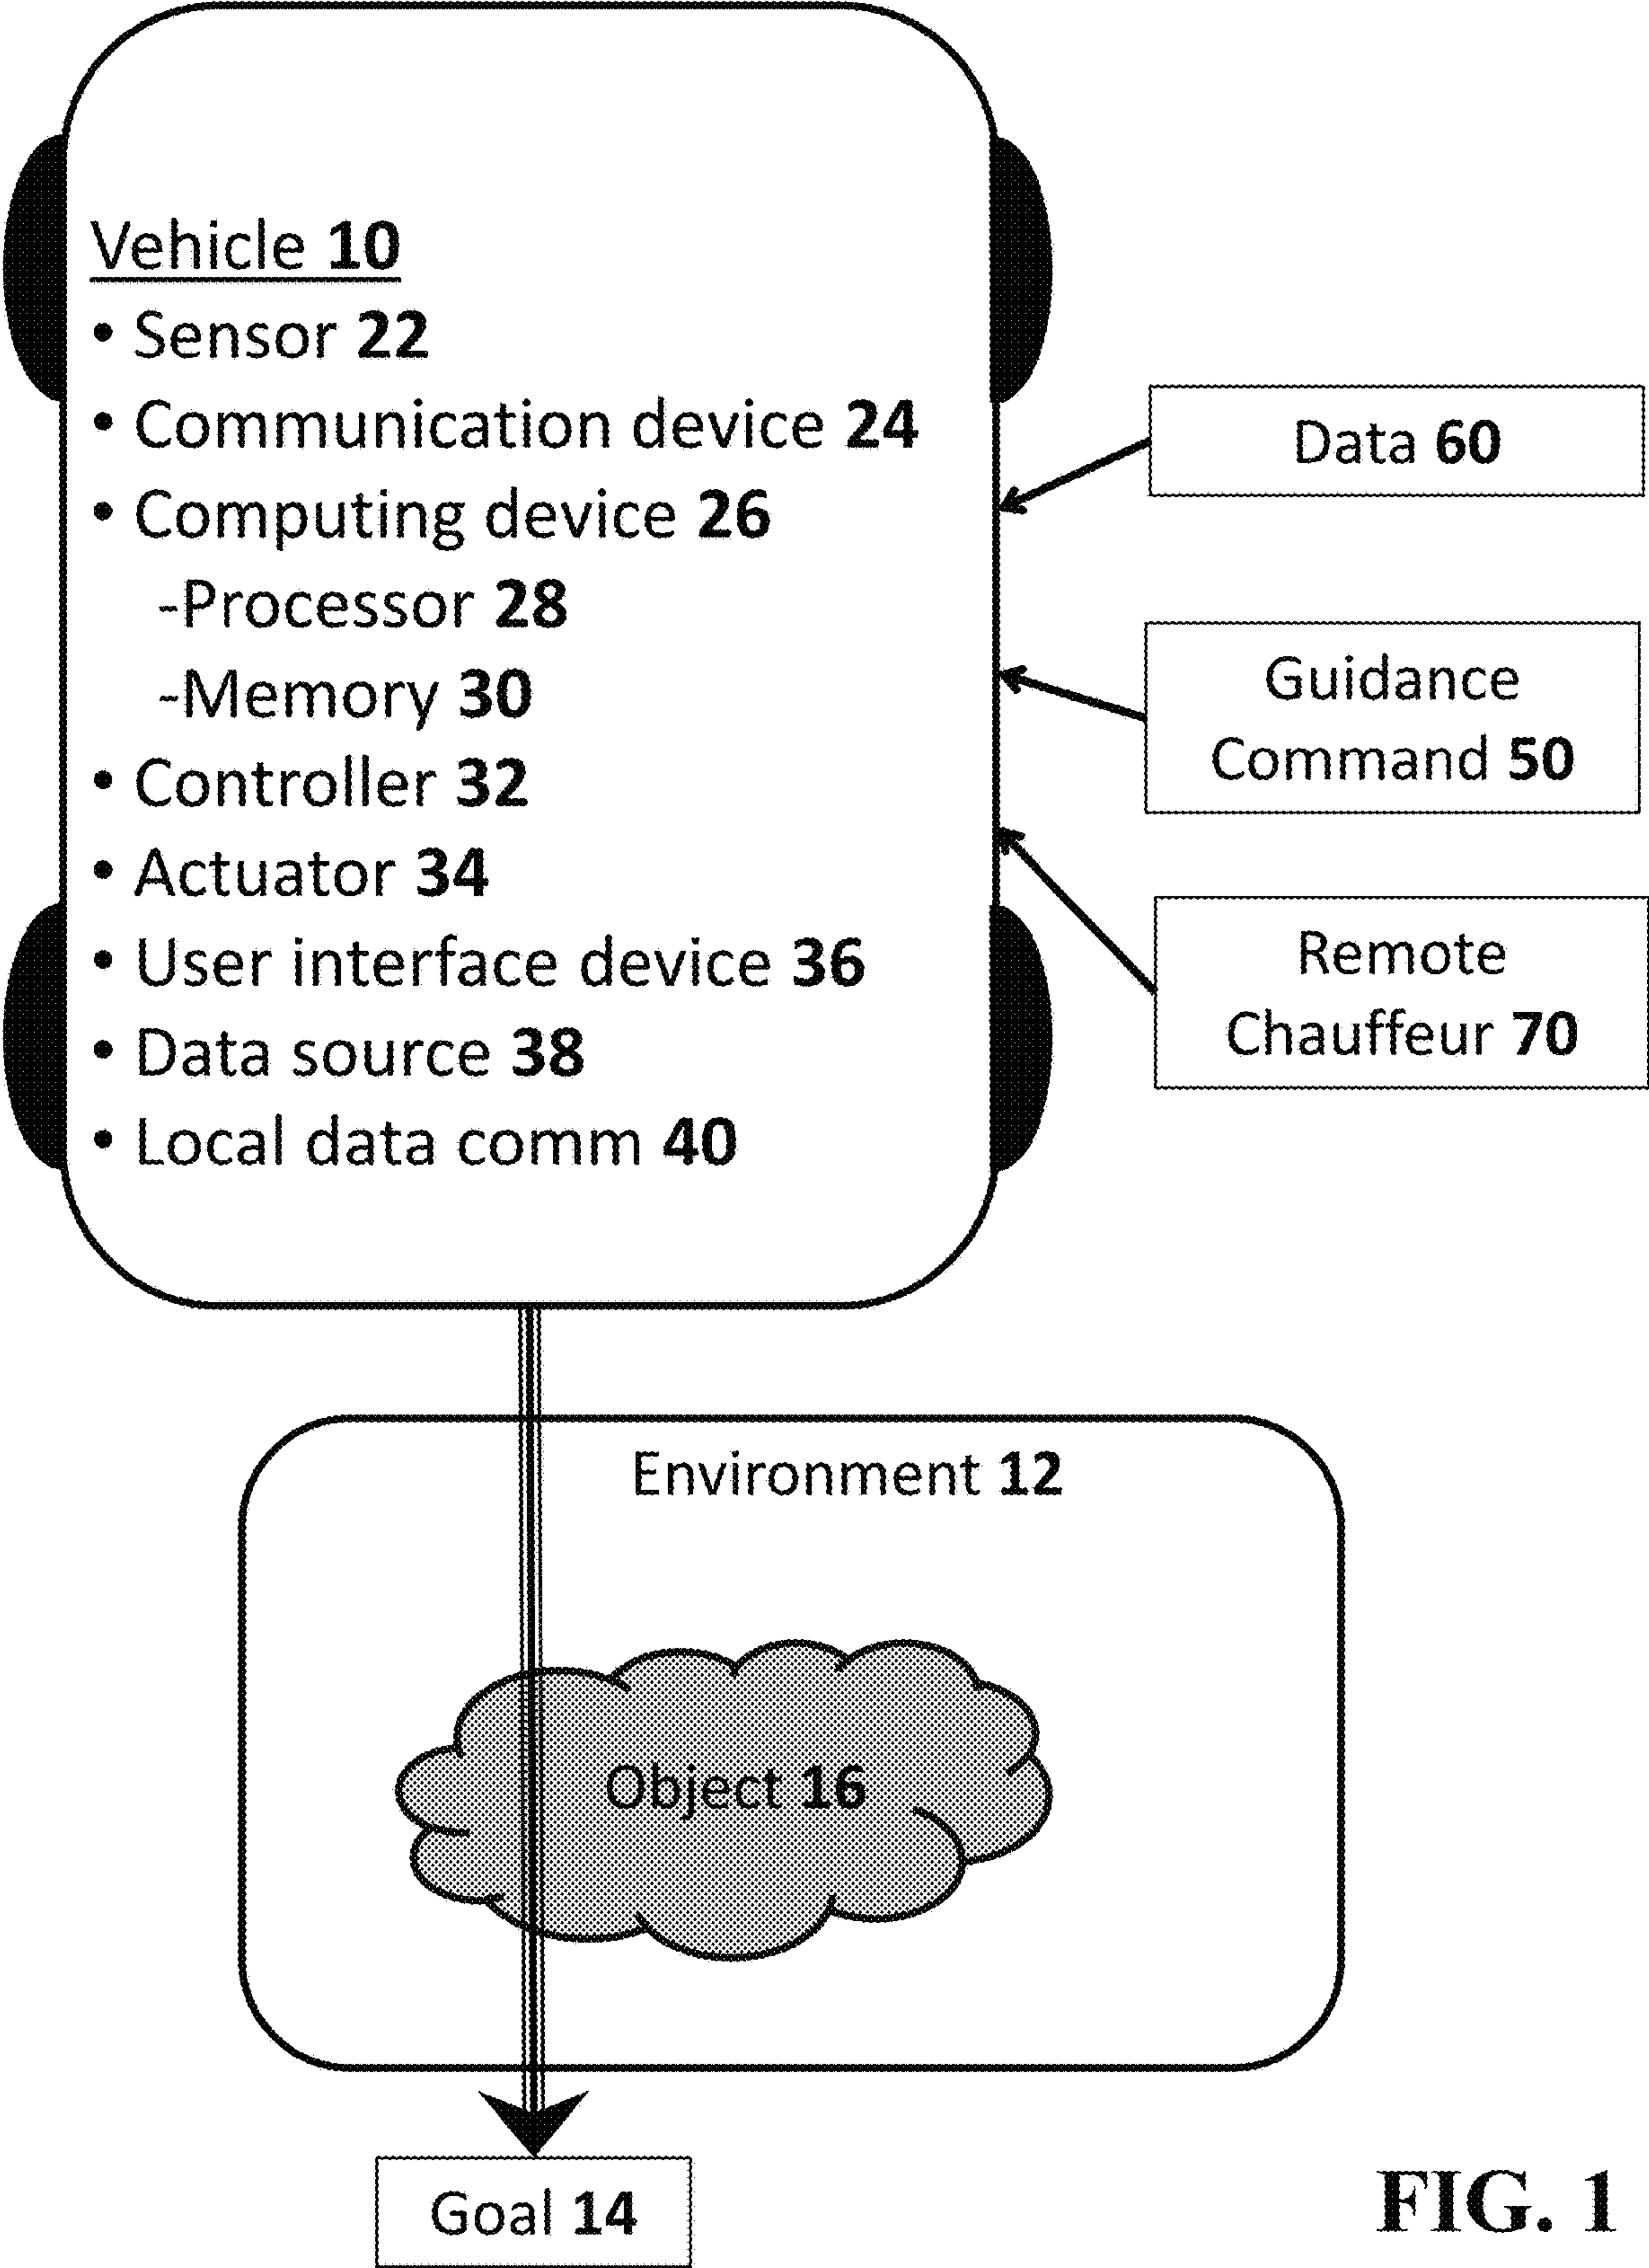 Vehicle 10
• Sensor 22
• Communication device 24
• Computing device 26
-Processor 28
-Memory 30
• Controller 32
• Actuator 34
• User interface device 36
• Data source 38
• Local data comm 40
Data 60
Guidance
Command 50
Remote
Chauffeur 70
Environment 12
Object 16
Goal 14
FIG. 1